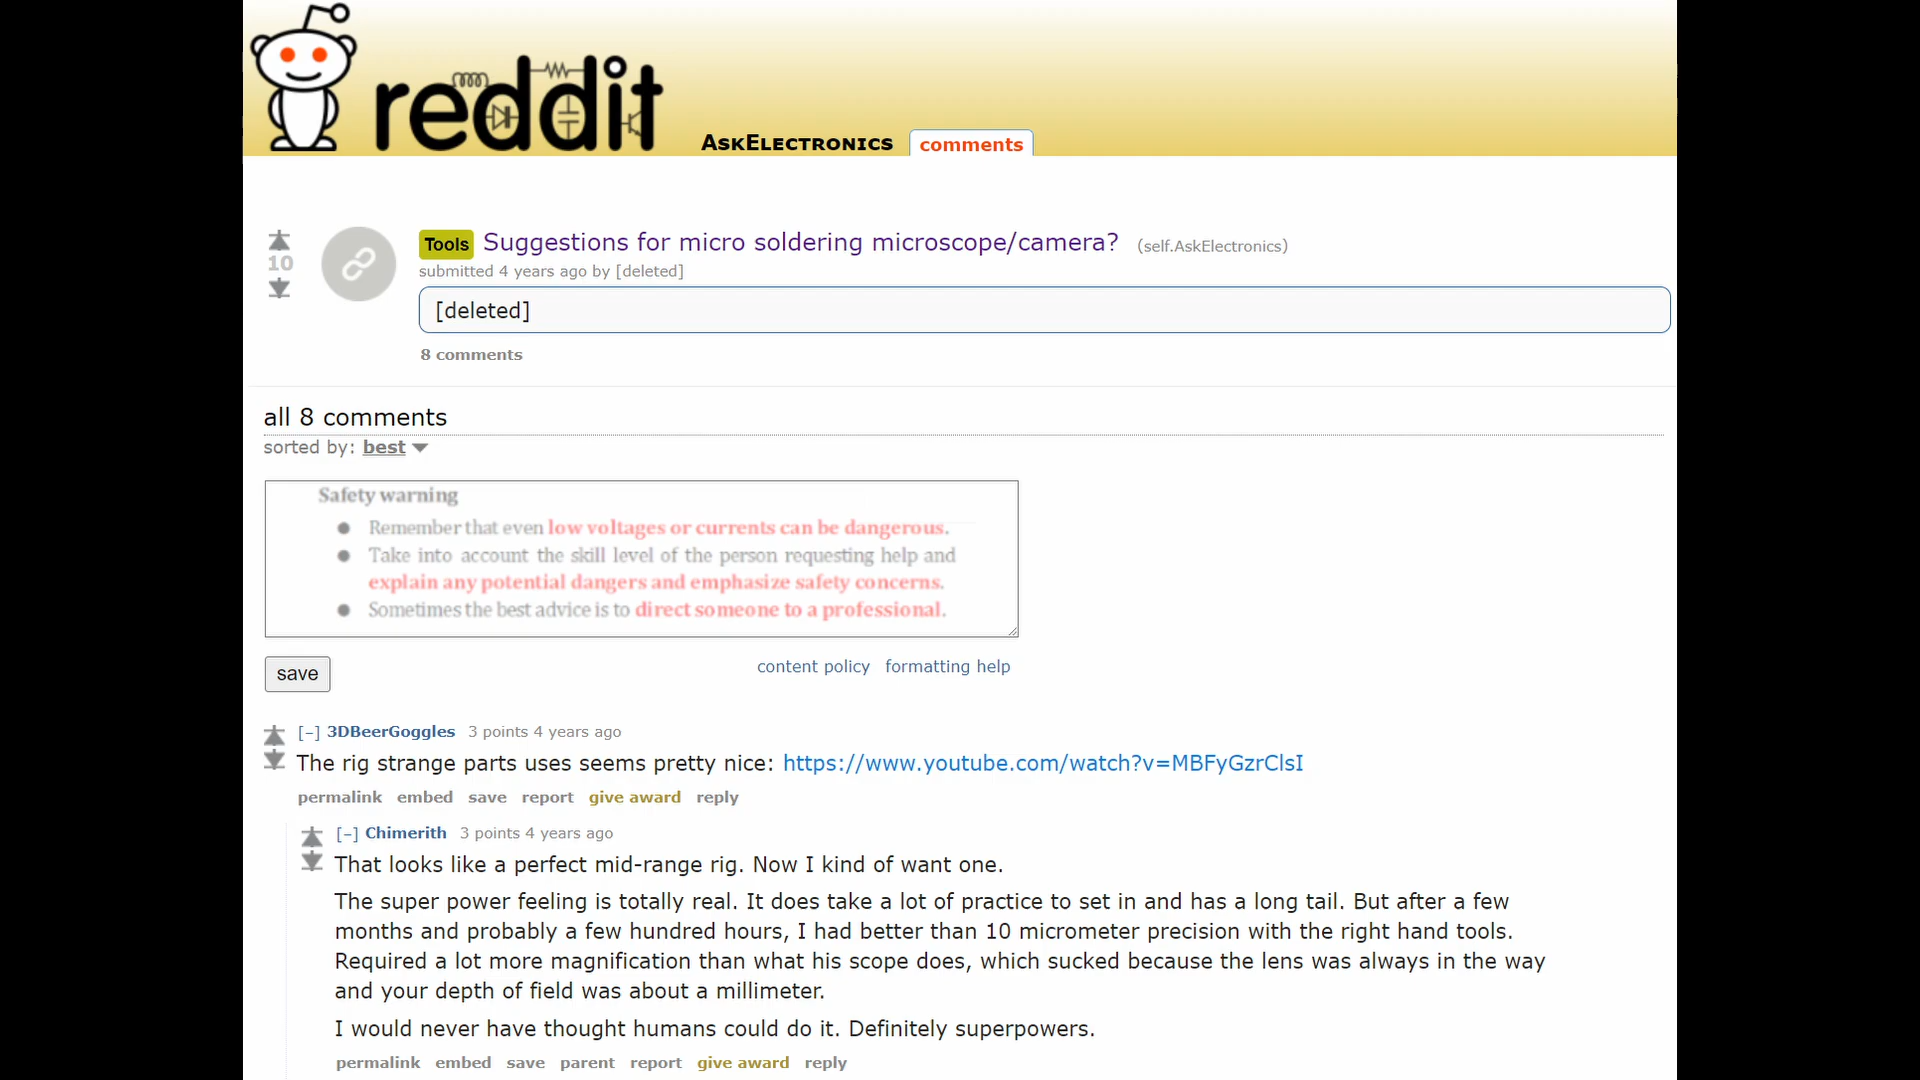 reddit
AskElectronics comments
10
Tools Suggestions for micro soldering microscope/camera? (self.AskElectronics)
submitted 4 years ago by [deleted]
[deleted]
8 comments
all 8 comments
sorted by: best
Safety warning
● Remember that even low voltages or currents can be dangerous.
● Take into account the skill level of the person requesting help and
explain any potential dangers and emphasize safety concerns.
● Sometimes the best advice is to direct someone to a professional.
save
content policy formatting help
[–] 3DBeerGoggles 3 points 4 years ago
The rig strange parts uses seems pretty nice: https://www.youtube.com/watch?v=MBFyGzrClsI
permalink embed save report give award reply
[–] Chimerith 3 points 4 years ago
That looks like a perfect mid-range rig. Now I kind of want one.
The super power feeling is totally real. It does take a lot of practice to set in and has a long tail. But after a few
months and probably a few hundred hours, I had better than 10 micrometer precision with the right hand tools.
Required a lot more magnification than what his scope does, which sucked because the lens was always in the way
and your depth of field was about a millimeter.
I would never have thought humans could do it. Definitely superpowers.
permalink embed save parent report give award reply